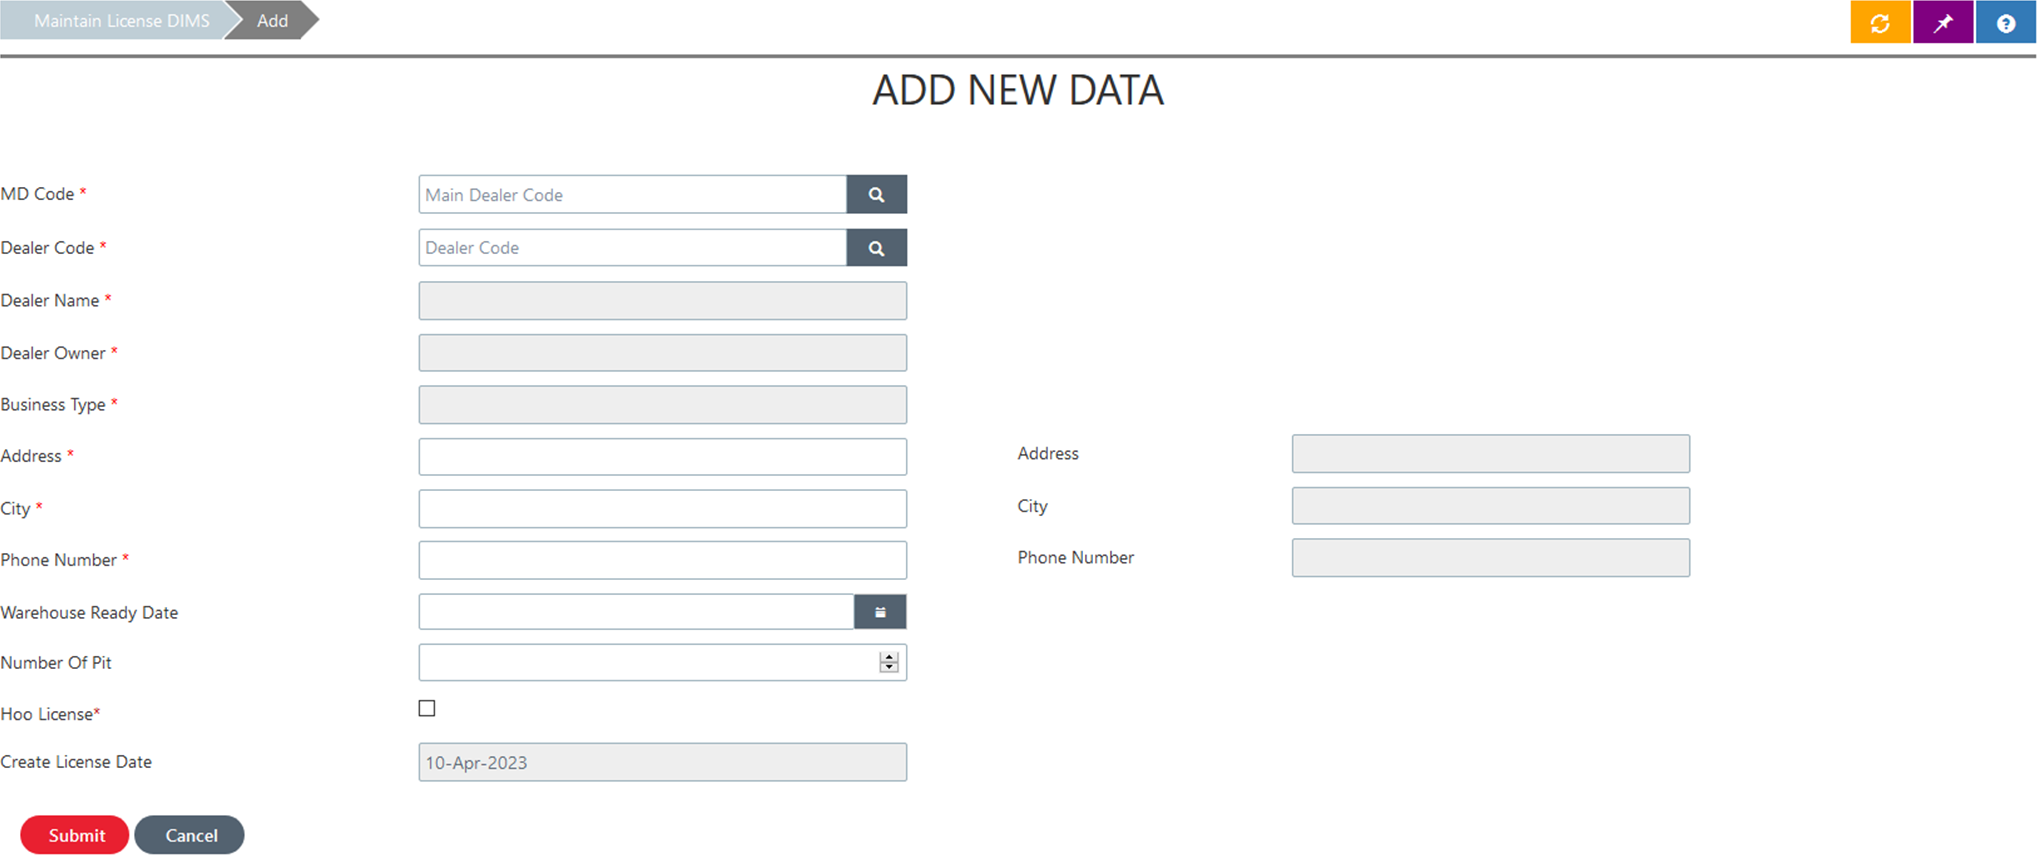 Maintain License DIMS Add
ADD NEW DATA
MD Code * Main Dealer Code
Dealer Code * Dealer Code
Dealer Name *
Dealer Owner *
Business Type *
Address * Address
City * City
Phone Number * Phone Number
Warehouse Ready Date
Number Of Pit
Hoo License*
Create License Date 10-Apr-2023
Submit Cancel